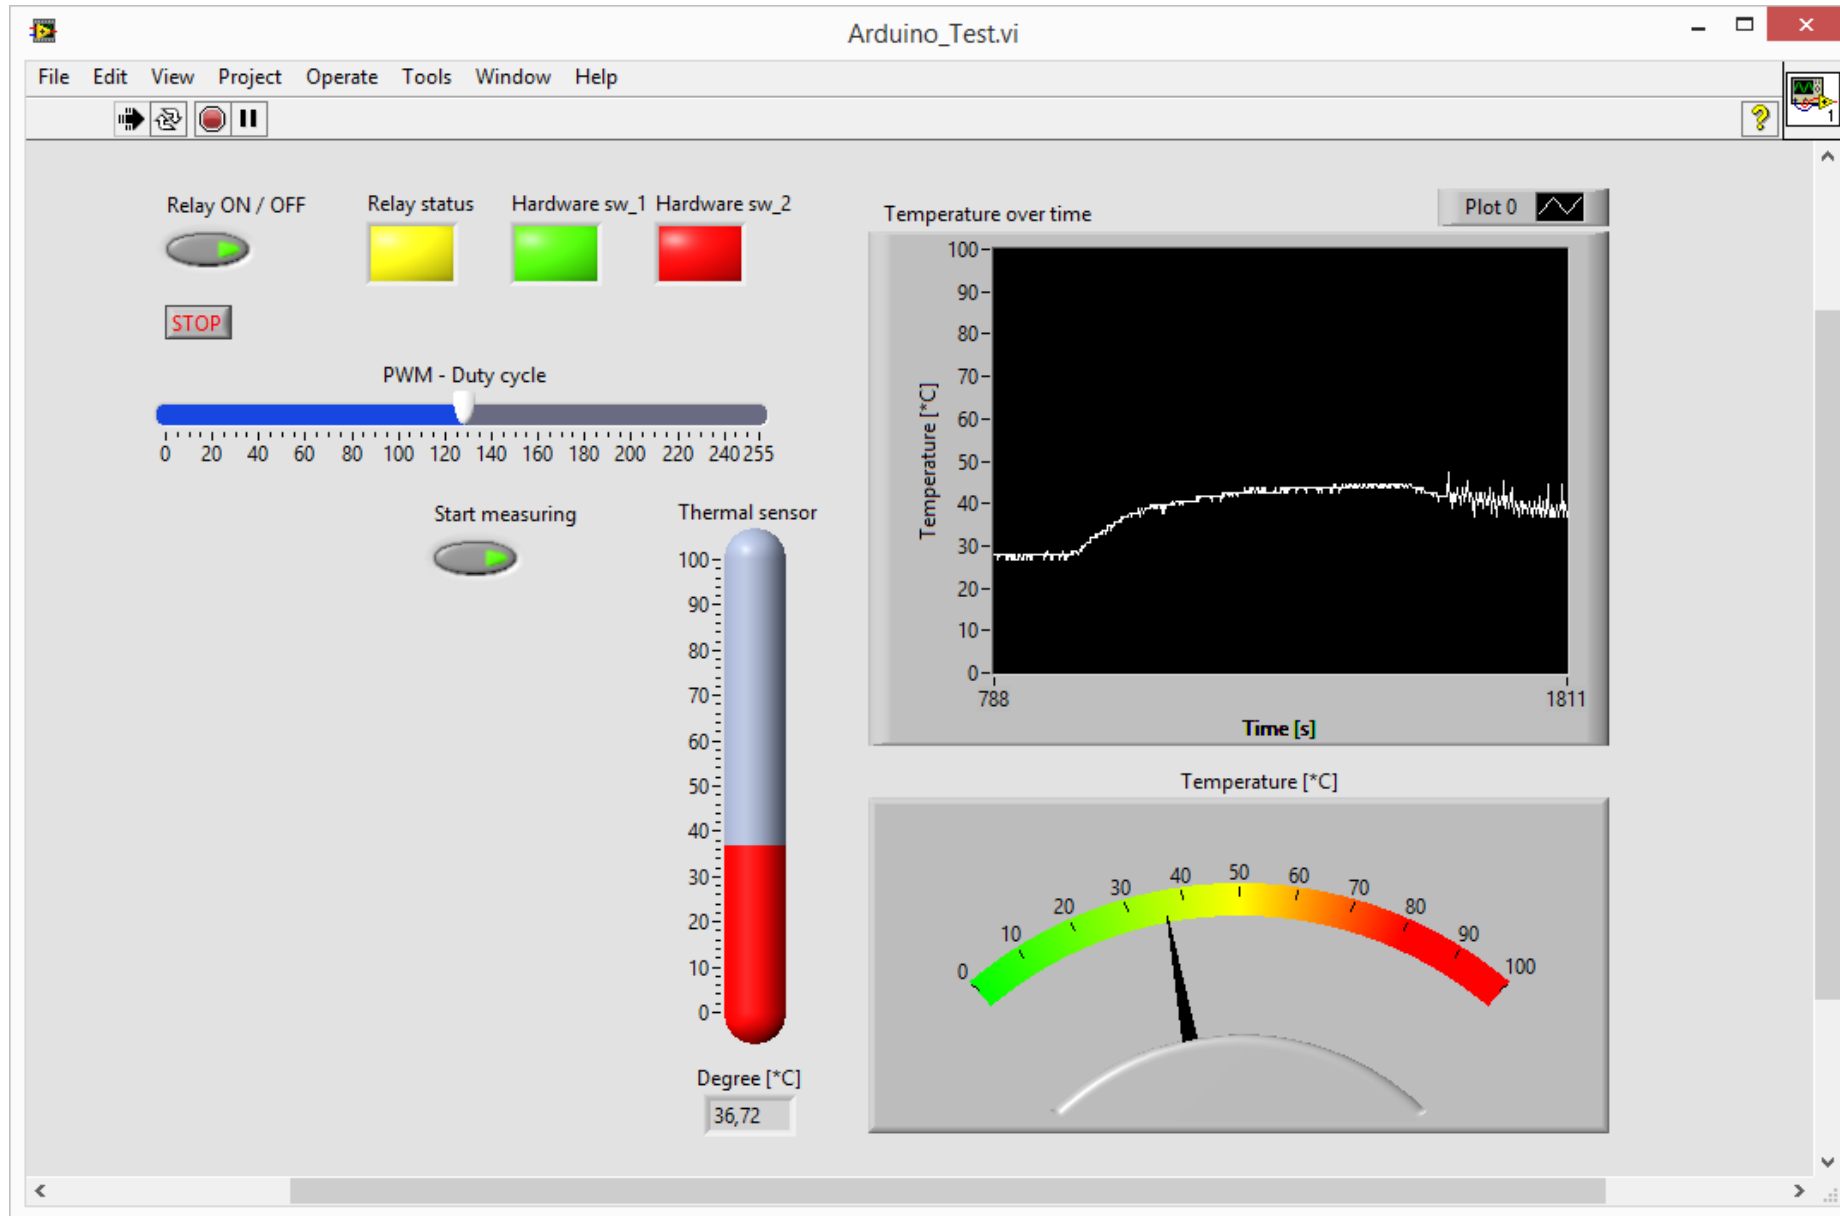 Arduino_Test.vi
File Edit View Project Operate Tools Window Help
1
Relay ON / OFF
Relay status
Hardware sw_1
Hardware sw_2
STOP
PWM - Duty cycle
0 20 40 60 80 100 120 140 160 180 200 220 240 255
Start measuring
Thermal sensor
100
90
80
70
60
50
40
30
20
10
0
Degree [*C]
36,72
Temperature over time
Plot 0
Temperature [*C]
100
90
80
70
60
50
40
30
20
10
0
788 1811
Time [s]
Temperature [*C]
0 10 20 30 40 50 60 70 80 90 100